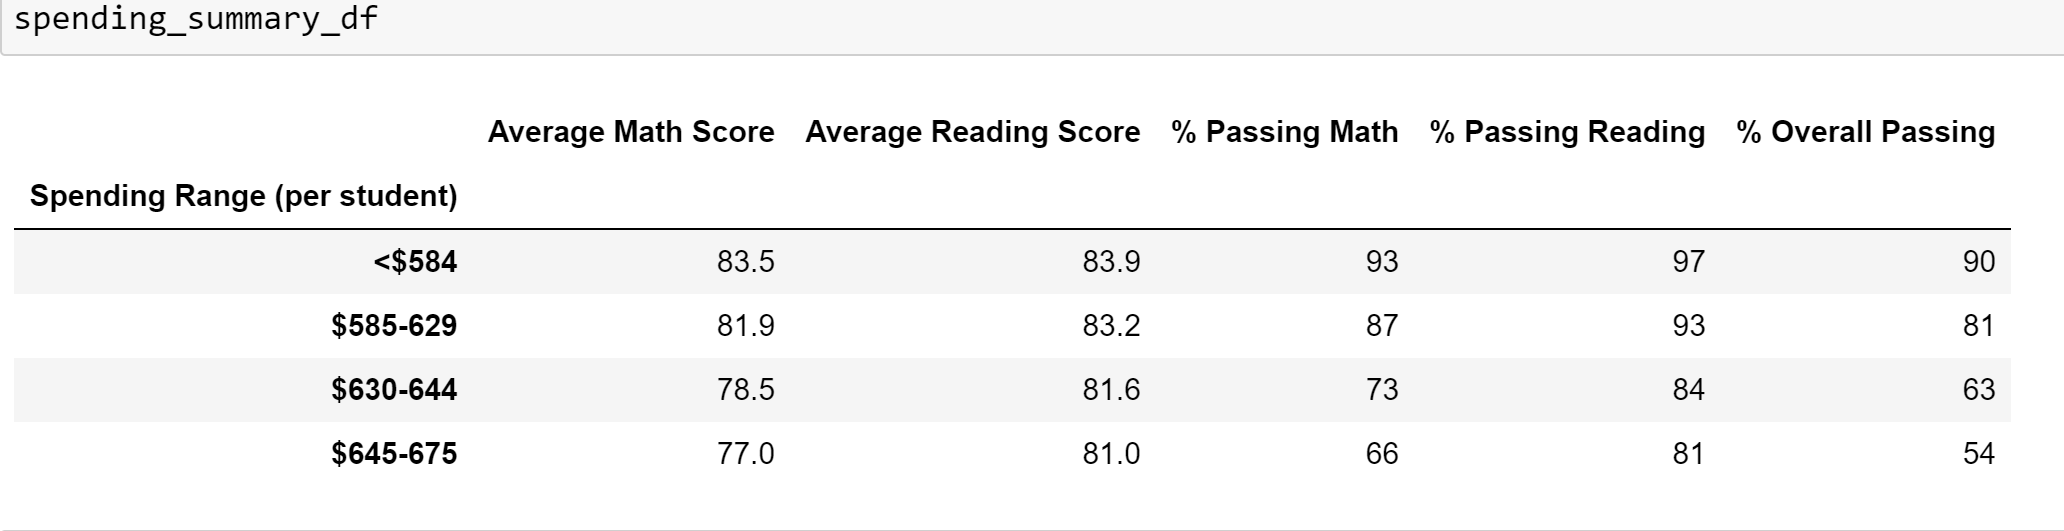 spending_summary_df
Average Math Score Average Reading Score % Passing Math % Passing Reading % Overall Passing
Spending Range (per student)
<$584 83.5 83.9 93 97 90
$585-629 81.9 83.2 87 93 81
$630-644 78.5 81.6 73 84 63
$645-675 77.0 81.0 66 81 54